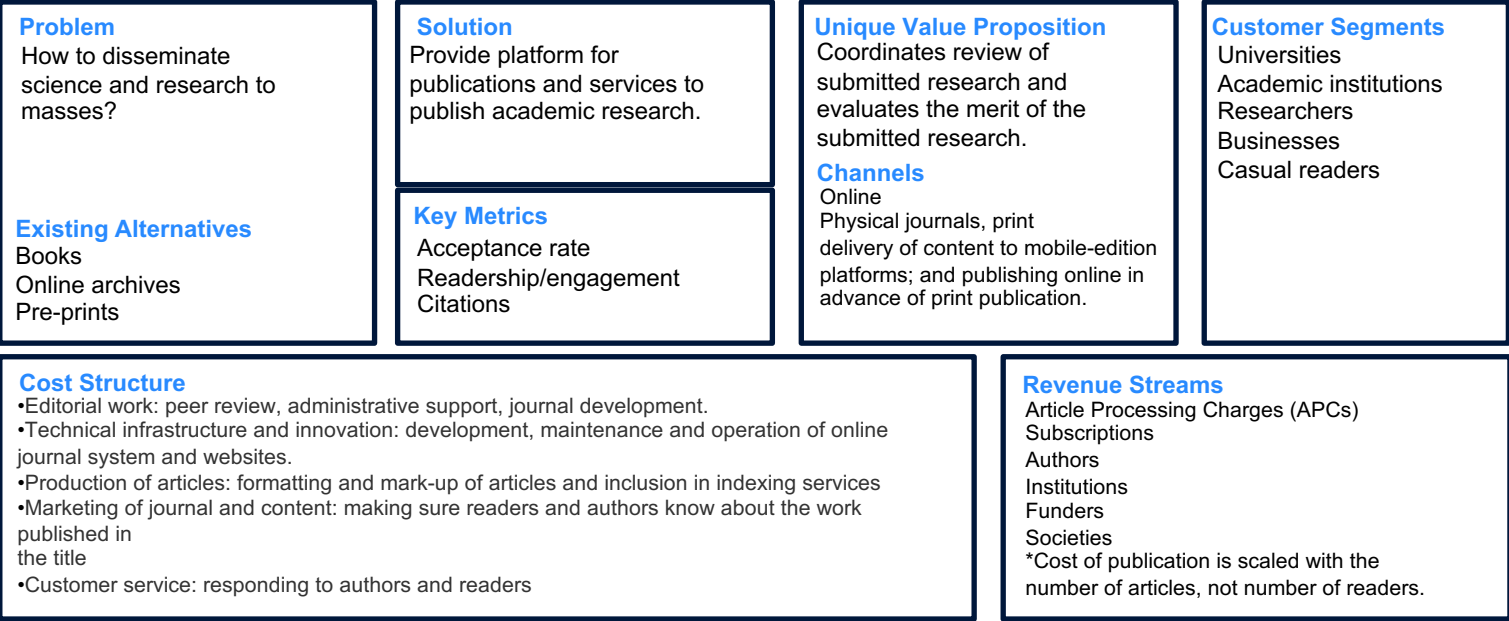 Problem
How to disseminate
science and research to
masses?
Existing Alternatives
Books
Online archives
Pre-prints
Solution
Provide platform for
publications and services to
publish academic research.
Key Metrics
Acceptance rate
Readership/engagement
Citations
Unique Value Proposition
Coordinates review of
submitted research and
evaluates the merit of the
submitted research.
Channels
Online
Physical journals, print
delivery of content to mobile-edition
platforms; and publishing online in
advance of print publication.
Customer Segments
Universities
Academic institutions
Researchers
Businesses
Casual readers
Cost Structure
•Editorial work: peer review, administrative support, journal development.
•Technical infrastructure and innovation: development, maintenance and operation of online
journal system and websites.
•Production of articles: formatting and mark-up of articles and inclusion in indexing services
•Marketing of journal and content: making sure readers and authors know about the work
published in
the title
•Customer service: responding to authors and readers
Revenue Streams
Article Processing Charges (APCs)
Subscriptions
Authors
Institutions
Funders
Societies
*Cost of publication is scaled with the
number of articles, not number of readers.